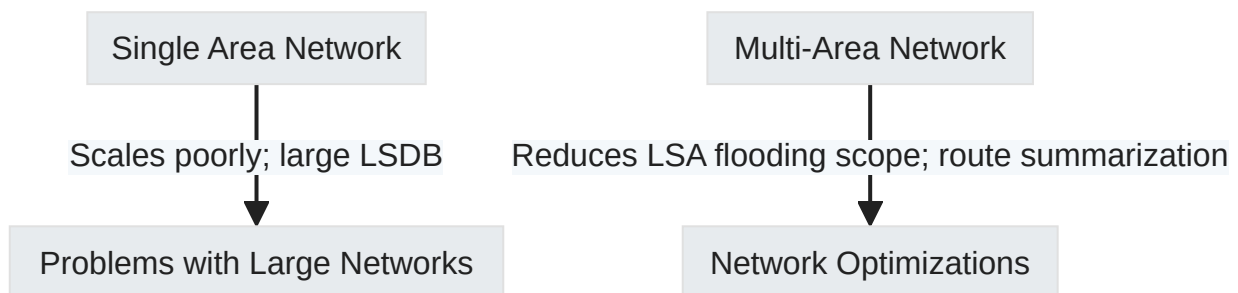 Single Area Network
Multi-Area Network
Scales poorly; large LSDB
Reduces LSA flooding scope; route summarization
Problems with Large Networks
Network Optimizations